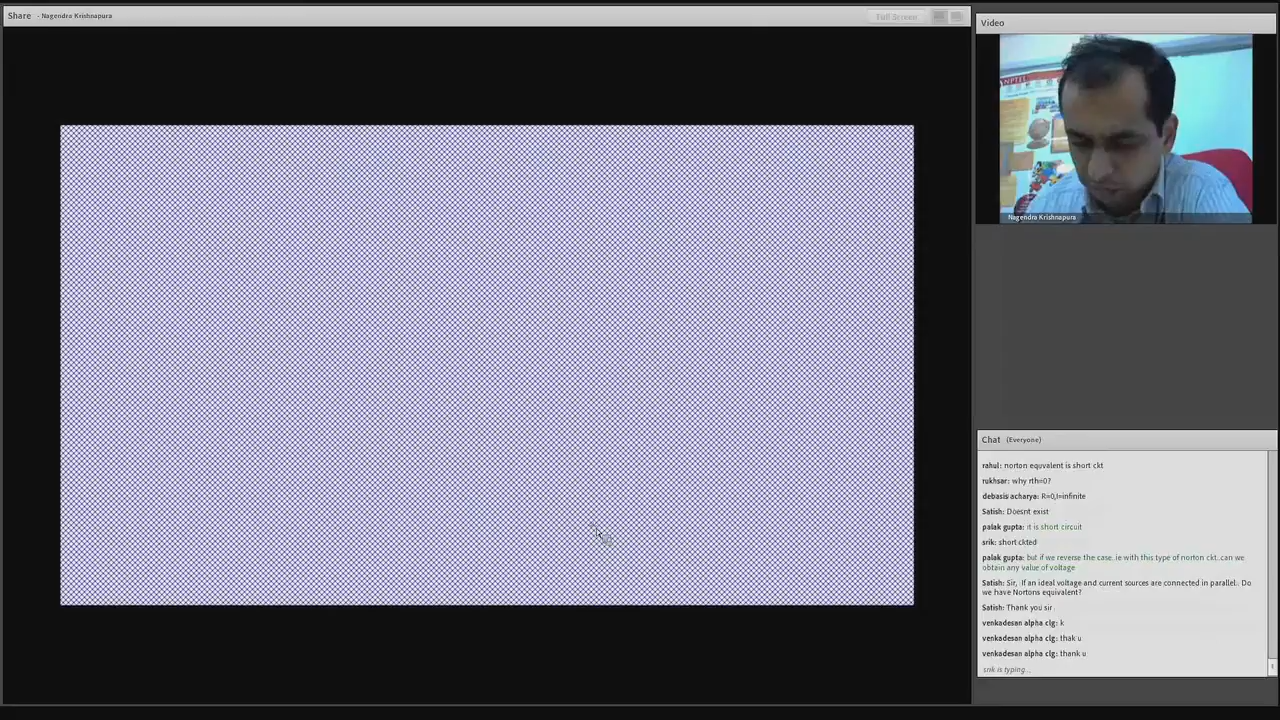 Share - Nagendra Krishnapura
Full Screen
Video
NPTEL
Nagendra Krishnapura
Chat (Everyone)
rahul: norton equvalent is short ckt
rukhsar: why rth=0?
debasis acharya: R=0,I=infinite
Satish: Doesnt exist
palak gupta: it is short circuit
srik: short ckted
palak gupta: but if we reverse the case..ie with this type of norton ckt..can we
obtain any value of voltage
Satish: Sir, If an ideal voltage and current sources are connected in parallel.. Do
we have Nortons equivalent?
Satish: Thank you sir
venkadesan alpha clg: k
venkadesan alpha clg: thak u
venkadesan alpha clg: thank u
srik is typing...